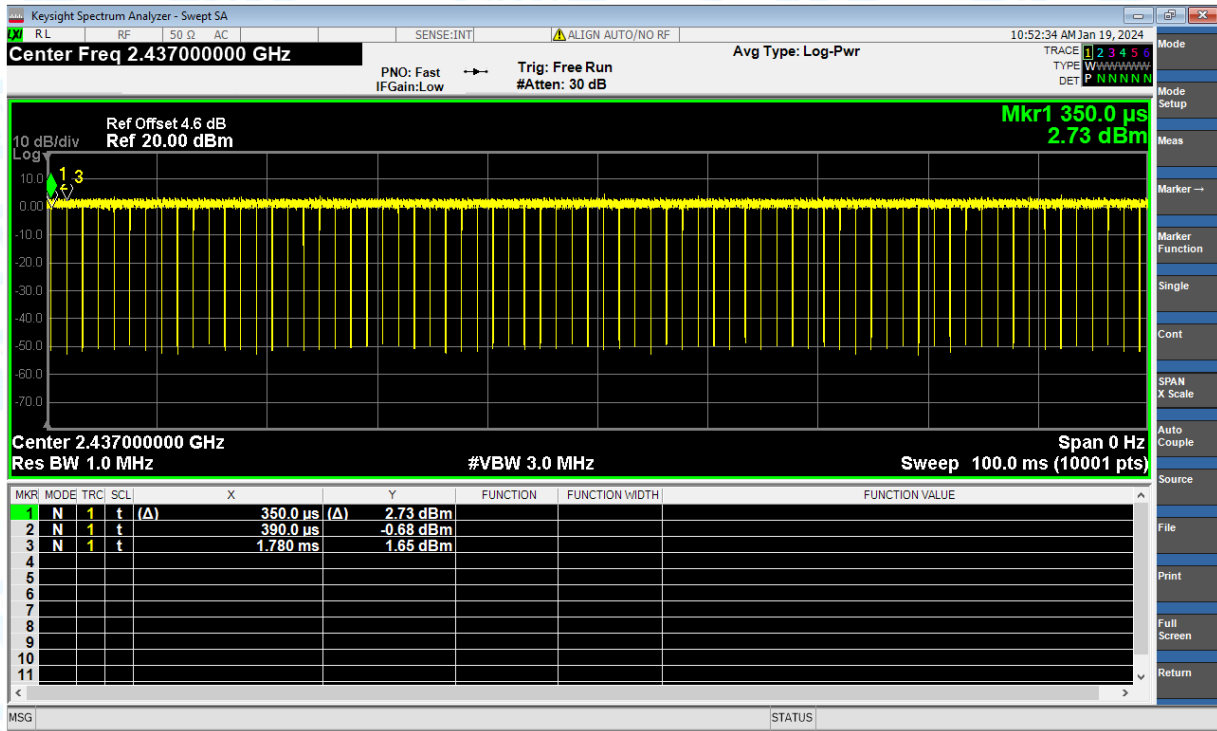 Keysight Spectrum Analyzer - Swept SA
LXI RL RF 50 Ω AC SENSE:INT ALIGN AUTO/NO RF 10:52:34 AM Jan 19, 2024
Center Freq 2.437000000 GHz
Avg Type: Log-Pwr
TRACE 1 2 3 4 5 6
TYPE WWWWWW
DET P N N N N N
PNO: Fast
IFGain:Low
Trig: Free Run
#Atten: 30 dB
Mkr1 350.0 µs
2.73 dBm
Ref Offset 4.6 dB
10 dB/div Ref 20.00 dBm
Log
1 3
10.0
0.00
-10.0
-20.0
-30.0
-40.0
-50.0
-60.0
-70.0
Center 2.437000000 GHz Span 0 Hz
Res BW 1.0 MHz #VBW 3.0 MHz Sweep 100.0 ms (10001 pts)
MKR MODE TRC SCL X Y FUNCTION FUNCTION WIDTH FUNCTION VALUE
1 N 1 t (Δ) 350.0 µs (Δ) 2.73 dBm
2 N 1 t 390.0 µs -0.68 dBm
3 N 1 t 1.780 ms 1.65 dBm
4
5
6
7
8
9
10
11
MSG STATUS
Mode
Mode
Setup
Meas
Marker →
Marker
Function
Single
Cont
SPAN
X Scale
Auto
Couple
Source
File
Print
Full
Screen
Return